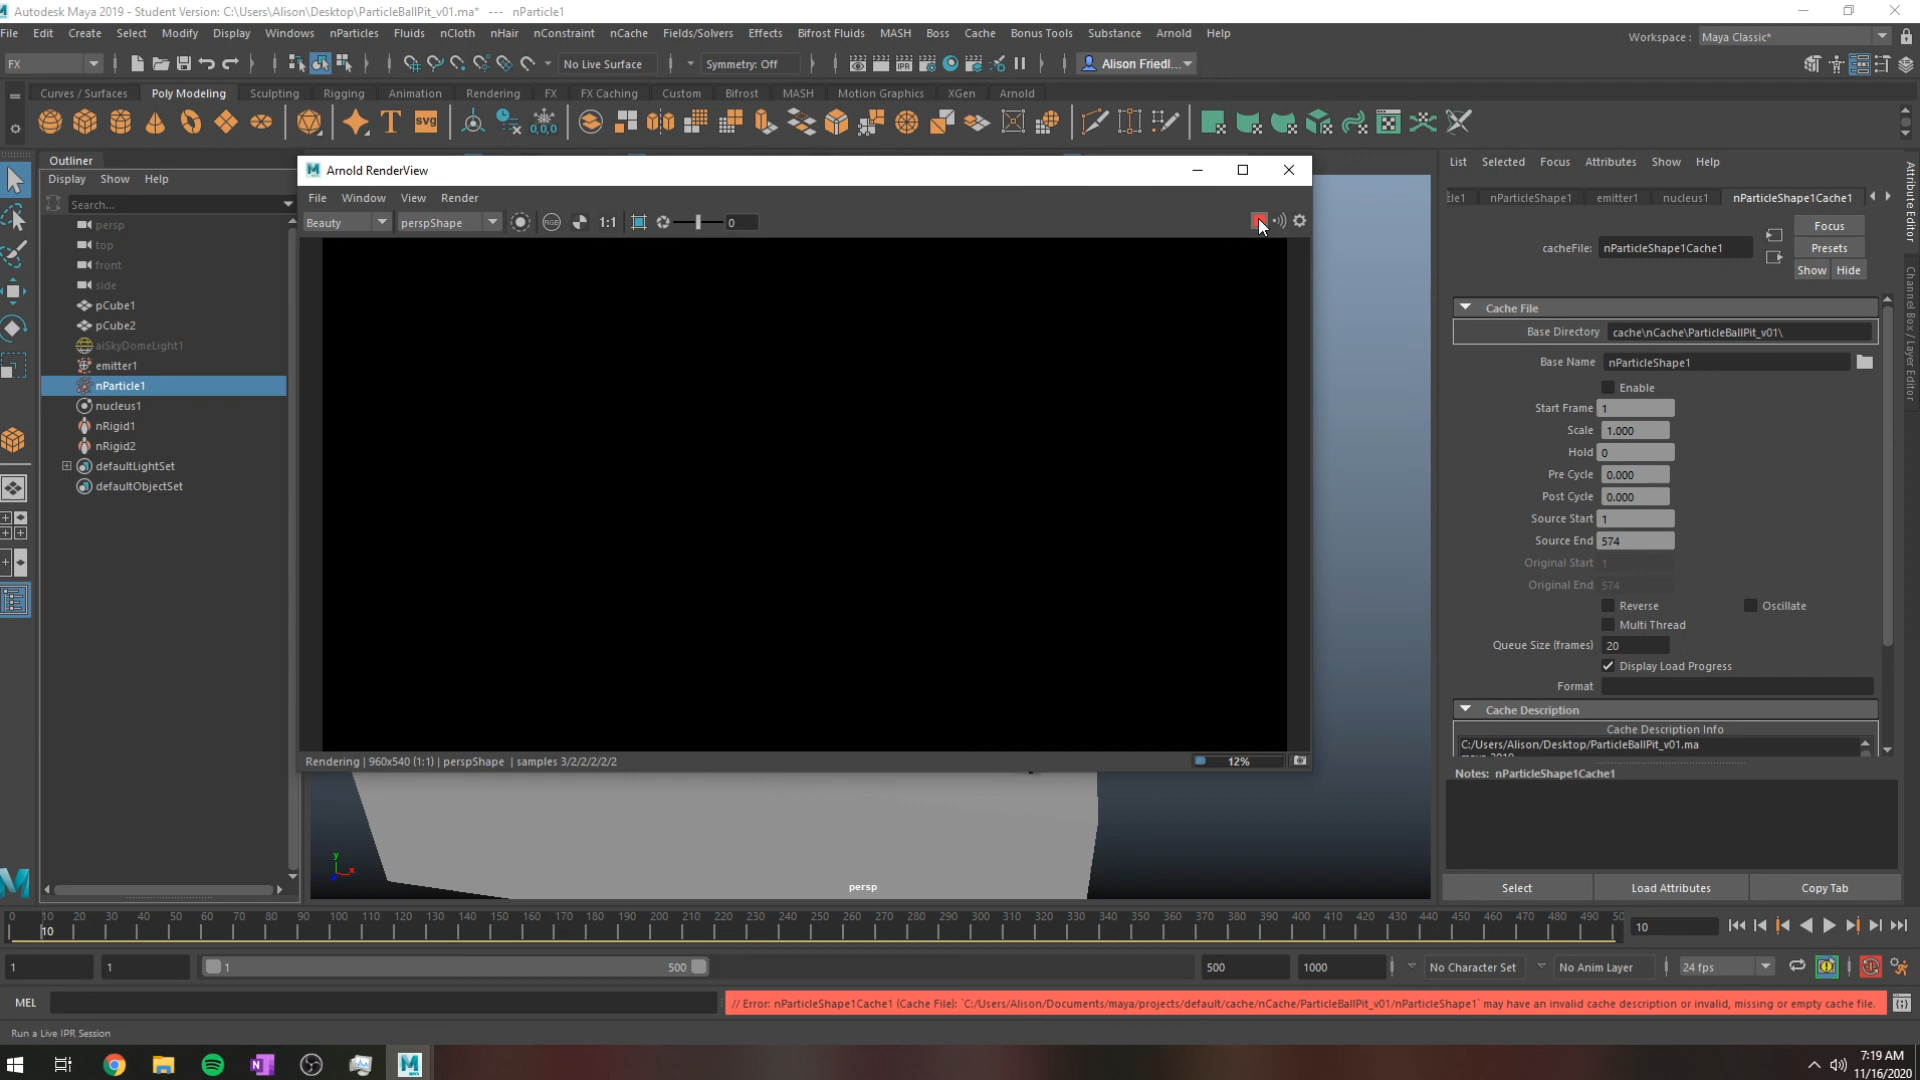 Autodesk Maya 2019 - Student Version: C:\Users\Alison\Desktop\ParticleBallPit_v01.ma*  ---  nParticle1
File Edit Create Select Modify Display Windows nParticles Fluids nCloth nHair nConstraint nCache Fields/Solvers Effects Bifrost Fluids MASH Boss Cache Bonus Tools Substance Arnold Help Workspace : Maya Classic*
FX No Live Surface Symmetry: Off Alison Friedl...
Curves / Surfaces Poly Modeling Sculpting Rigging Animation Rendering FX FX Caching Custom Bifrost MASH Motion Graphics XGen Arnold
SVG 0,0,0
Outliner
Display Show Help
Search...
persp
top
front
side
pCube1
pCube2
aiSkyDomeLight1
emitter1
nParticle1
nucleus1
nRigid1
nRigid2
defaultLightSet
defaultObjectSet
Arnold RenderView
File Window View Render
Beauty perspShape RGB 1:1 0
Rendering | 960x540 (1:1) | perspShape | samples 3/2/2/2/2/2 12%
persp
y
x
List Selected Focus Attributes Show Help
nParticleShape1 emitter1 nucleus1 nParticleShape1Cache1
cacheFile: nParticleShape1Cache1
Focus
Presets
Show Hide
Cache File
Base Directory cache\nCache\ParticleBallPit_v01\
Base Name nParticleShape1
Enable
Start Frame 1
Scale 1.000
Hold 0
Pre Cycle 0.000
Post Cycle 0.000
Source Start 1
Source End 574
Original Start 1
Original End 574
Reverse Oscillate
Multi Thread
Queue Size (frames) 20
Display Load Progress
Format
Cache Description
Cache Description Info
C:/Users/Alison/Desktop/ParticleBallPit_v01.ma
Notes: nParticleShape1Cache1
Select Load Attributes Copy Tab
Attribute Editor
Channel Box / Layer Editor
0 10 20 30 40 50 60 70 80 90 100 110 120 130 140 150 160 170 180 190 200 210 220 230 240 250 260 270 280 290 300 310 320 330 340 350 360 370 380 390 400 410 420 430 440 450 460 470 480 490
10 10
1 1 1 500 500 1000 No Character Set No Anim Layer 24 fps
MEL // Error: nParticleShape1Cache1 (Cache File): `C:/Users/Alison/Documents/maya/projects/default/cache/nCache/ParticleBallPit_v01/nParticleShape1` may have an invalid cache description or invalid, missing or empty cache file.
Run a Live IPR Session
7:19 AM
11/16/2020